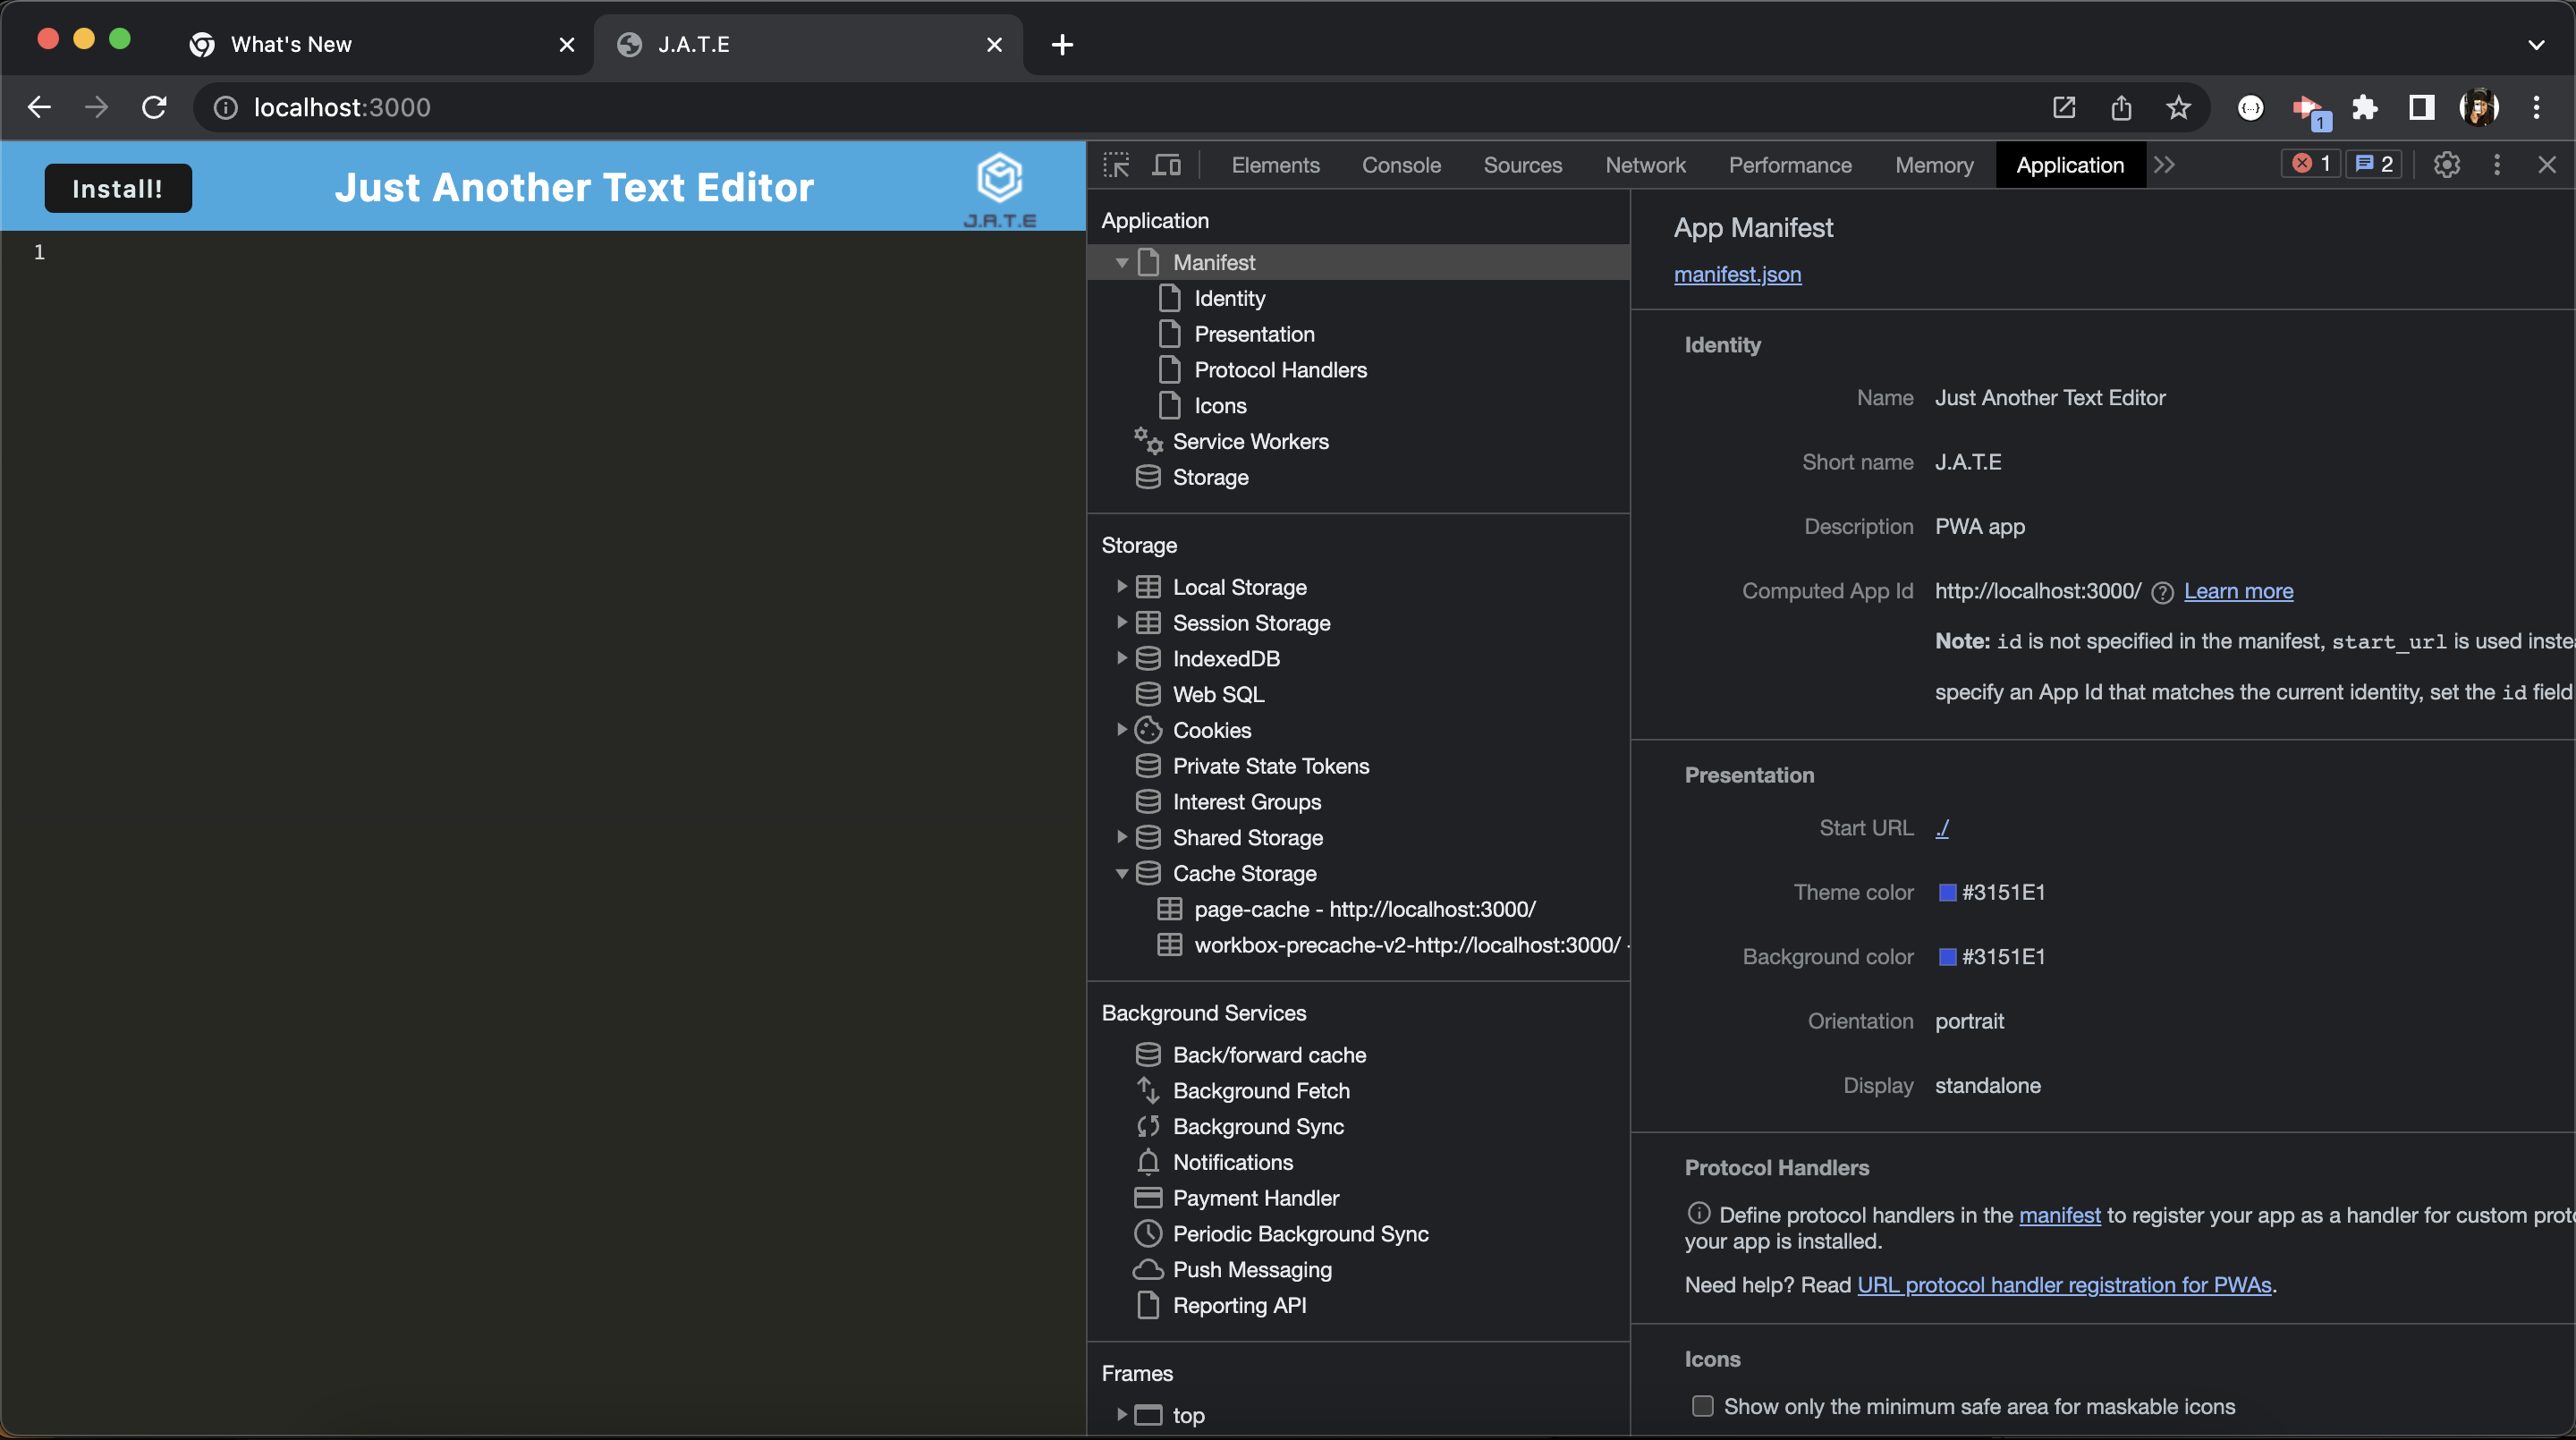 What's New
J.A.T.E
localhost:3000
1
Install!
Just Another Text Editor
J.A.T.E
1
Elements
Console
Sources
Network
Performance
Memory
Application
1
2
Application
Manifest
Identity
Presentation
Protocol Handlers
Icons
Service Workers
Storage
Storage
Local Storage
Session Storage
IndexedDB
Web SQL
Cookies
Private State Tokens
Interest Groups
Shared Storage
Cache Storage
page-cache - http://localhost:3000/
workbox-precache-v2-http://localhost:3000/ -
Background Services
Back/forward cache
Background Fetch
Background Sync
Notifications
Payment Handler
Periodic Background Sync
Push Messaging
Reporting API
Frames
top
App Manifest
manifest.json
Identity
Name Just Another Text Editor
Short name J.A.T.E
Description PWA app
Computed App Id http://localhost:3000/ Learn more
Note: id is not specified in the manifest, start_url is used inste
specify an App Id that matches the current identity, set the id field
Presentation
Start URL ./
Theme color #3151E1
Background color #3151E1
Orientation portrait
Display standalone
Protocol Handlers
Define protocol handlers in the manifest to register your app as a handler for custom proto
your app is installed.
Need help? Read URL protocol handler registration for PWAs.
Icons
Show only the minimum safe area for maskable icons